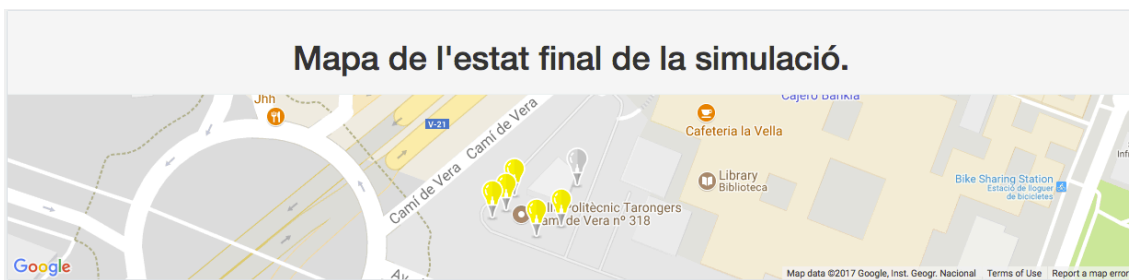 Mapa de l'estat final de la simulació.
Jhh
V-21
Camí de Vera
Camí de Vera
Cajero Bankia
Cafeteria la Vella
Library
Biblioteca
Bike Sharing Station
Estació de lloguer
de bicicletes
Politècnic Tarongers
de Vera nº 318
Av
Google
Map data ©2017 Google, Inst. Geogr. Nacional
Terms of Use
Report a map error